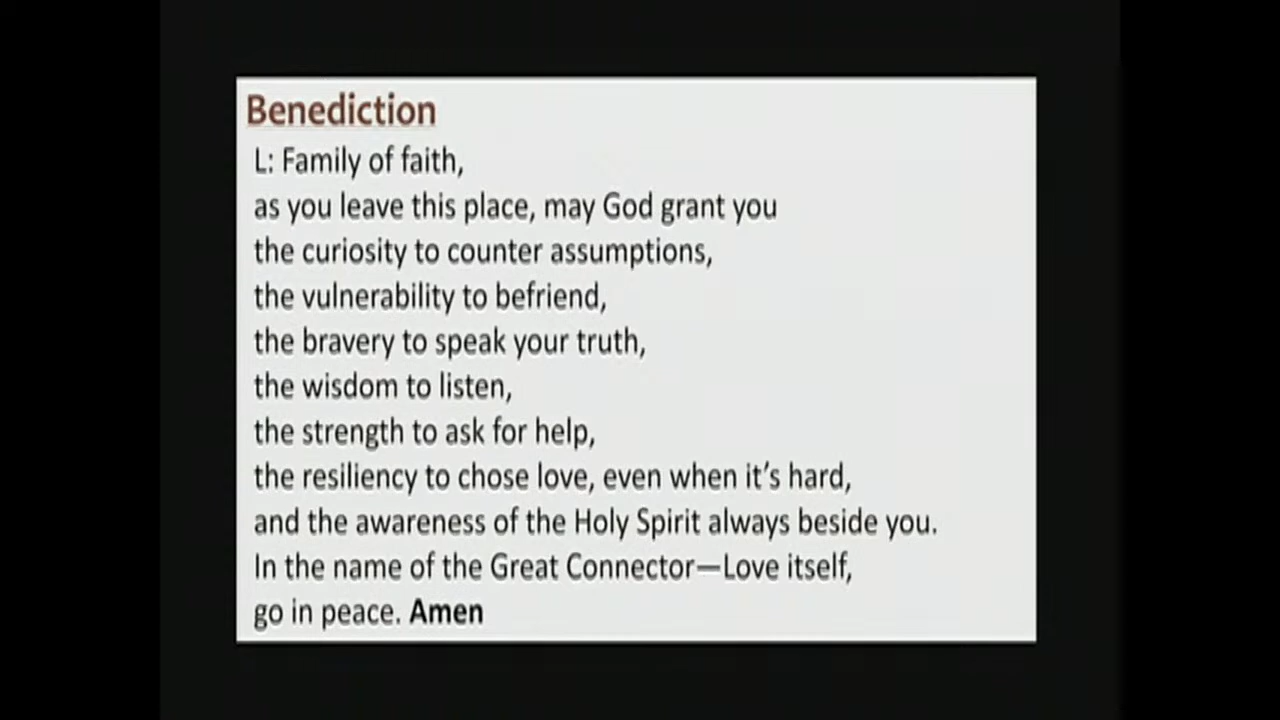 Benediction
L: Family of faith,
as you leave this place, may God grant you
the curiosity to counter assumptions,
the vulnerability to befriend,
the bravery to speak your truth,
the wisdom to listen,
the strength to ask for help,
the resiliency to chose love, even when it’s hard,
and the awareness of the Holy Spirit always beside you.
In the name of the Great Connector—Love itself,
go in peace. Amen